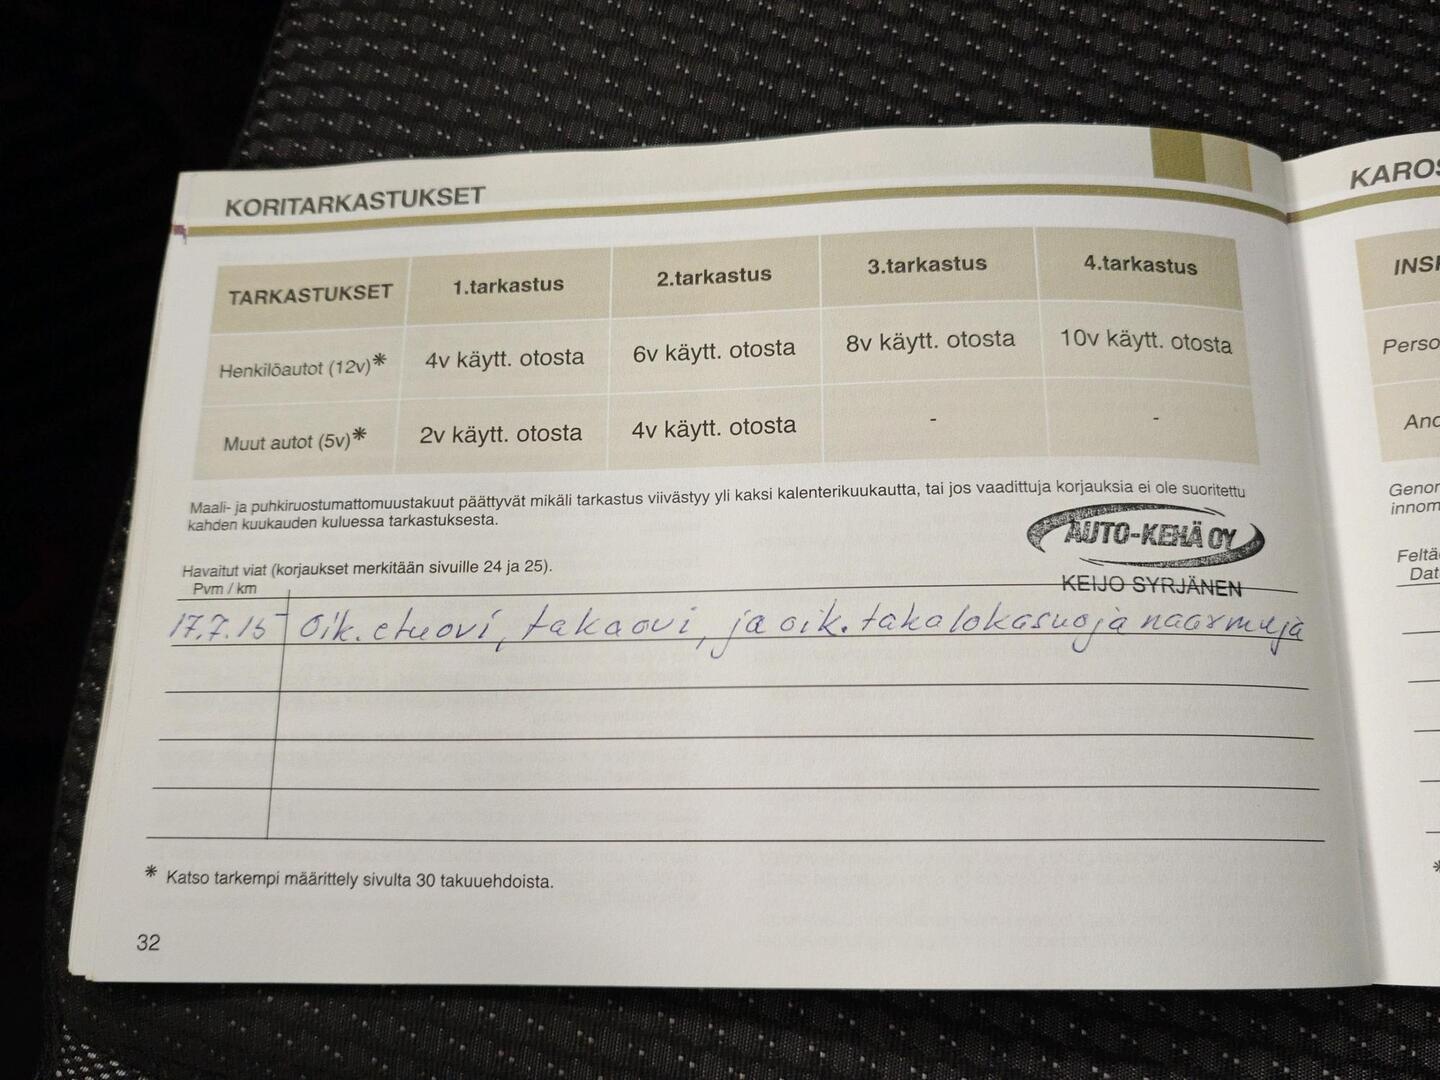 KORITARKASTUKSET
TARKASTUKSET 1.tarkastus 2.tarkastus 3.tarkastus 4.tarkastus
Henkilöautot (12v)* 4v käytt. otosta 6v käytt. otosta 8v käytt. otosta 10v käytt. otosta
Muut autot (5v)* 2v käytt. otosta 4v käytt. otosta - -
Maali- ja puhkiruostumattomuustakuut päättyvät mikäli tarkastus viivästyy yli kaksi kalenterikuukautta, tai jos vaadittuja korjauksia ei ole suoritettu
kahden kuukauden kuluessa tarkastuksesta.
AUTO-KEHÄ OY
KEIJO SYRJÄNEN
Havaitut viat (korjaukset merkitään sivuille 24 ja 25).
Pvm / km
17.7.15 Oik. etuovi, takaovi, ja oik. takalokasuoja naarmuja
* Katso tarkempi määrittely sivulta 30 takuuehdoista.
32
KAROS
INSP
Perso
And
Genor
innom
Feltä
Dat
*